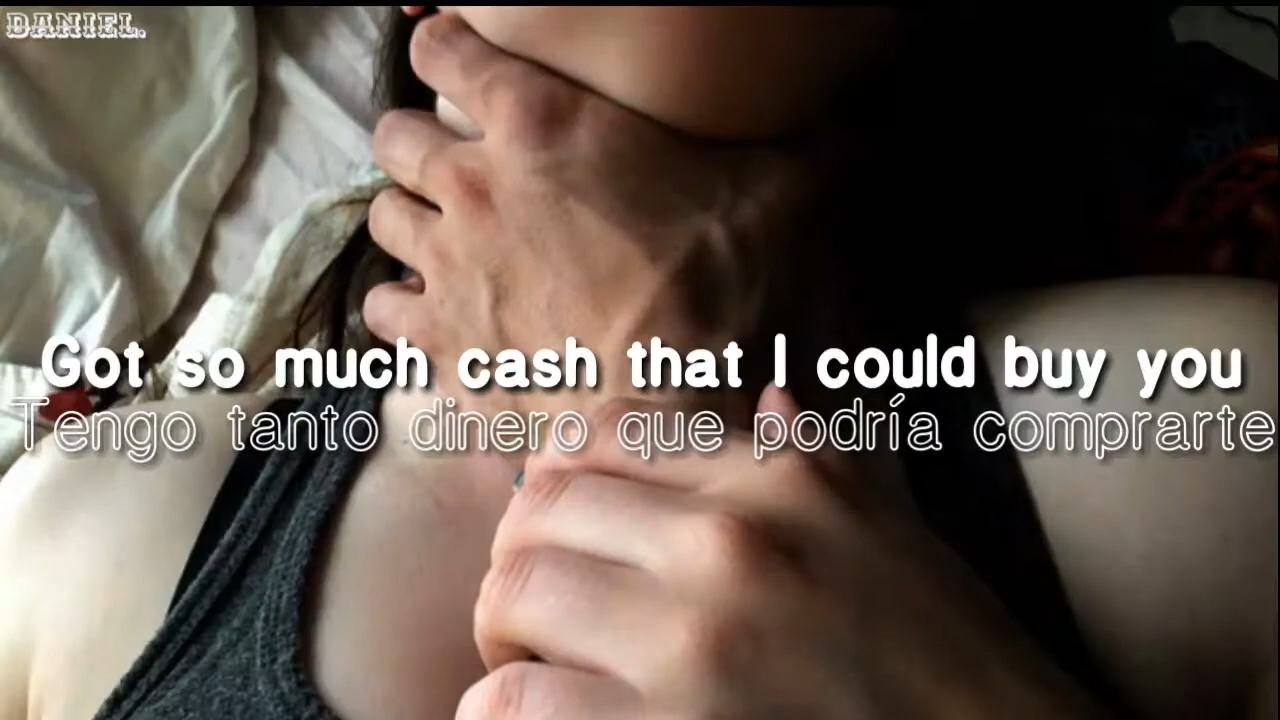 DANIEL.
Got so much cash that I could buy you
Tengo tanto dinero que podría comprarte